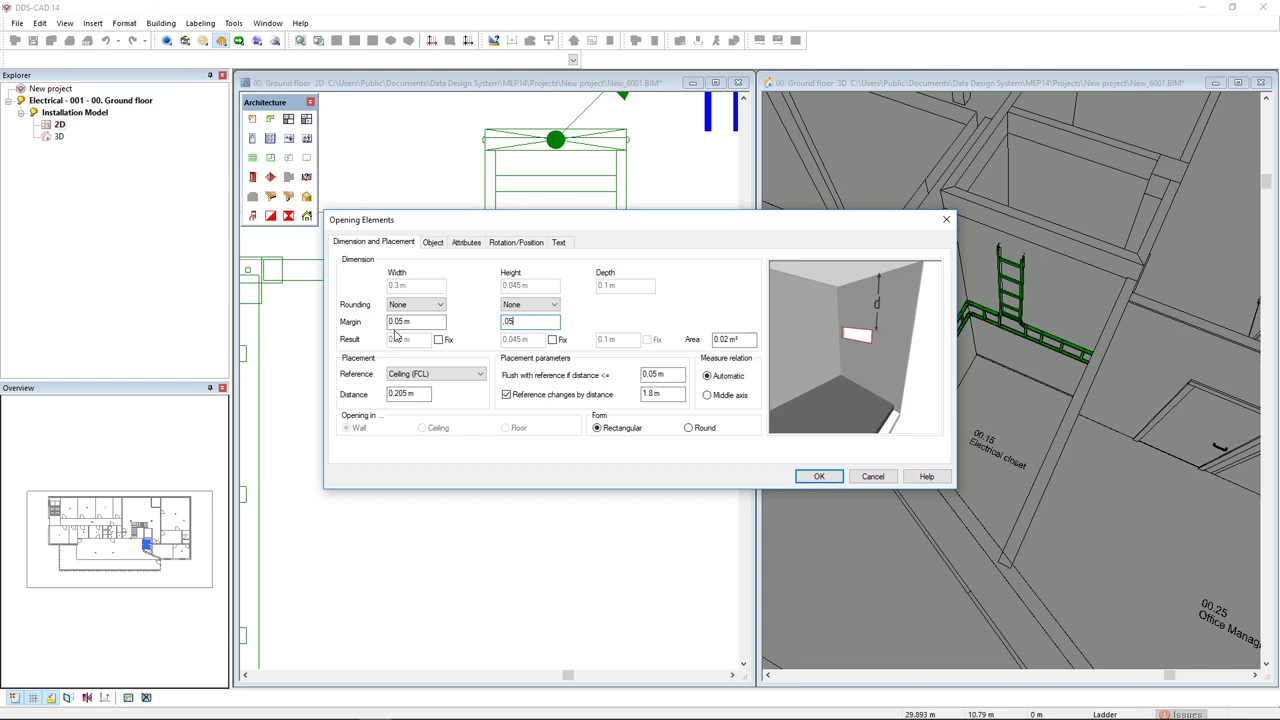 DDS-CAD 14
File Edit View Insert Format Building Labeling Tools Window Help
Explorer
New project
Electrical - 001 - 00. Ground floor
Installation Model
2D
3D
Overview
00. Ground floor 2D C:\Users\Public\Documents\Data Design System\MEP14\Projects\New project\New_6001.BIM*
00. Ground floor 3D C:\Users\Public\Documents\Data Design System\MEP14\Projects\New project\New_6001.BIM*
Architecture
Opening Elements
Dimension and Placement Object Attributes Rotation/Position Text
Dimension
Width Height Depth
0.3 m 0.045 m 0.1 m
Rounding None None
Margin 0.05 m .05
Result 0.045 m 0.1 m
Fix Fix Fix
Area 0.02 m²
Placement
Reference Ceiling (FCL)
Distance 0.205 m
Placement parameters
Flush with reference if distance <= 0.05 m
Reference changes by distance 1.8 m
Measure relation
Automatic
Middle axis
Opening in ...
Wall Ceiling Floor
Form
Rectangular Round
d
OK Cancel Help
00.15
Electrical closet
00.25
Office Manag
29.893 m 10.79 m 0 m Ladder Issues